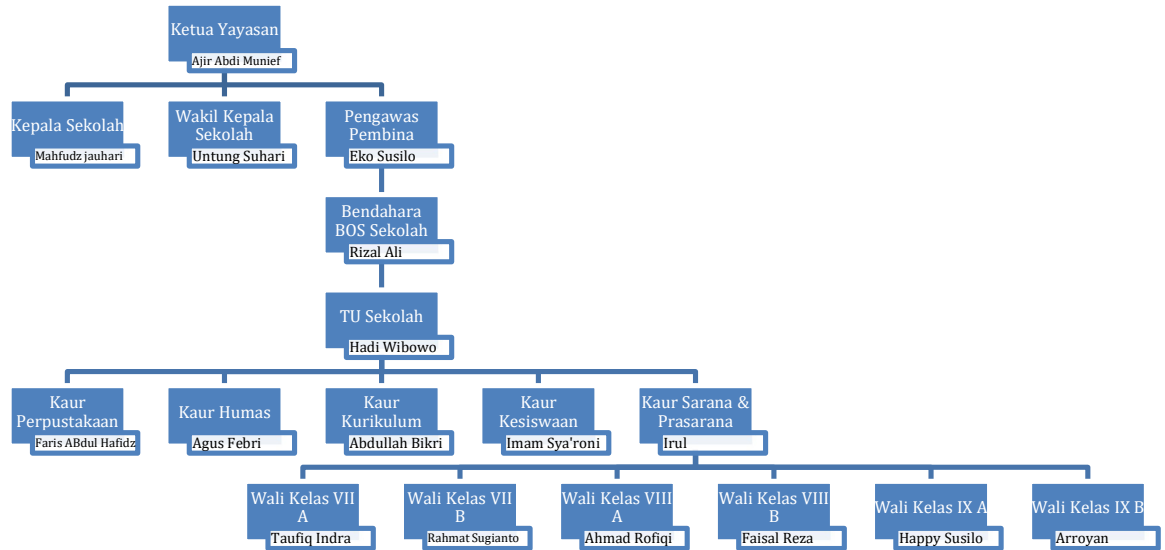 Ketua Yayasan
Ajir Abdi Munief
Kepala Sekolah
Mahfudz jauhari
Wakil Kepala
Sekolah
Untung Suhari
Pengawas
Pembina
Eko Susilo
Bendahara
BOS Sekolah
Rizal Ali
TU Sekolah
Hadi Wibowo
Kaur
Perpustakaan
Faris ABdul Hafidz
Kaur Humas
Agus Febri
Kaur
Kurikulum
Abdullah Bikri
Kaur
Kesiswaan
Imam Sya'roni
Kaur Sarana &
Prasarana
Irul
Wali Kelas VII
A
Taufiq Indra
Wali Kelas VII
B
Rahmat Sugianto
Wali Kelas VIII
A
Ahmad Rofiqi
Wali Kelas VIII
B
Faisal Reza
Wali Kelas IX A
Happy Susilo
Wali Kelas IX B
Arroyan